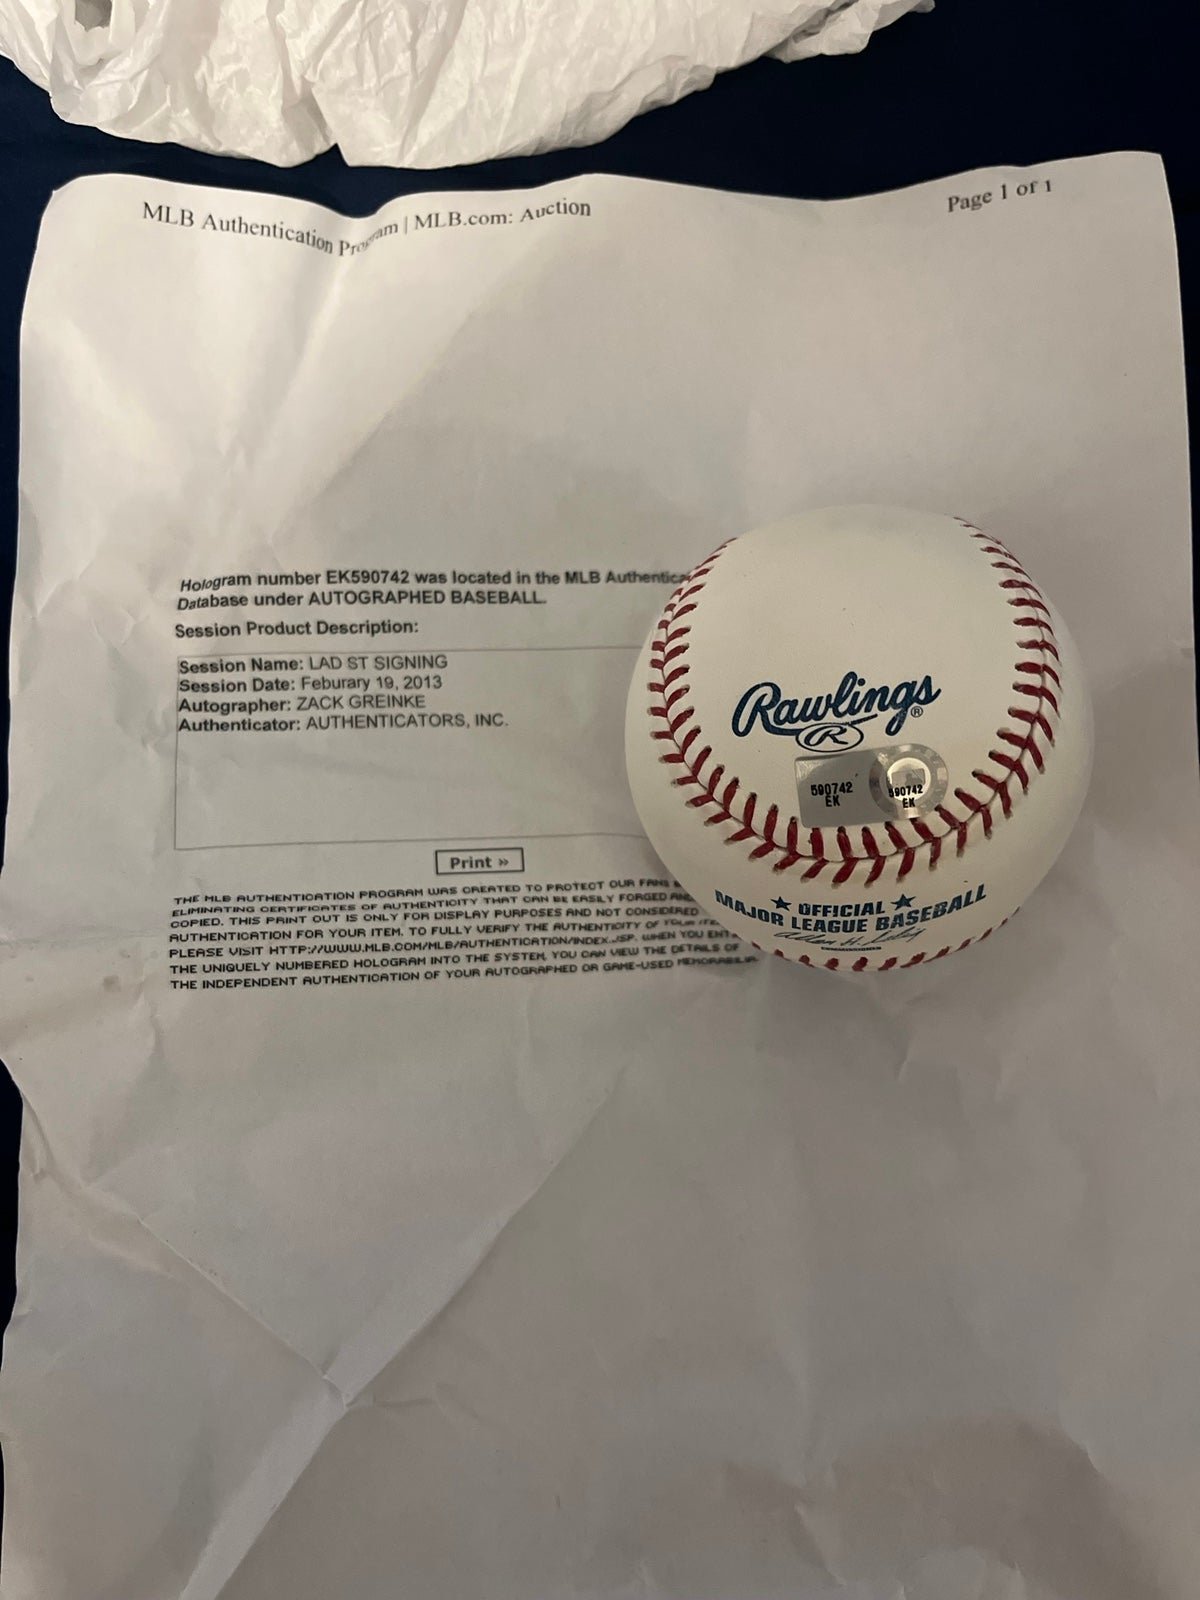 MLB Authentication Program | MLB.com: Auction
Page 1 of 1
Hologram number EK590742 was located in the MLB
Database under AUTOGRAPHED BASEBALL.
Session Product Description:
Session Name: LAD ST SIGNING
Session Date: Feburary 19, 2013
Autographer: ZACK GREINKE
Authenticator: AUTHENTICATORS, INC.
Print »
THE MLB AUTHENTICATION PROGRAM WAS CREATED TO PROTECT OUR FANS
ELIMINATING CERTIFICATES OF AUTHENTICITY THAT CAN BE EASILY FORGED AND
COPIED. THIS PRINT OUT IS ONLY FOR DISPLAY PURPOSES AND NOT CONSIDERED
AUTHENTICATION FOR YOUR ITEM. TO FULLY VERIFY THE AUTHENTICITY OF YOUR
PLEASE VISIT HTTP://WWW.MLB.COM/MLB/AUTHENTICATION/INDEX.JSP. WHEN YOU
THE UNIQUELY NUMBERED HOLOGRAM INTO THE SYSTEM, YOU CAN VIEW THE DETAILS OF
THE INDEPENDENT AUTHENTICATION OF YOUR AUTOGRAPHED OR GAME-USED MEMORABILIA.
Rawlings®
R
590742
EK
590742
EK
★ OFFICIAL ★
MAJOR LEAGUE BASEBALL
Allan H. Selig